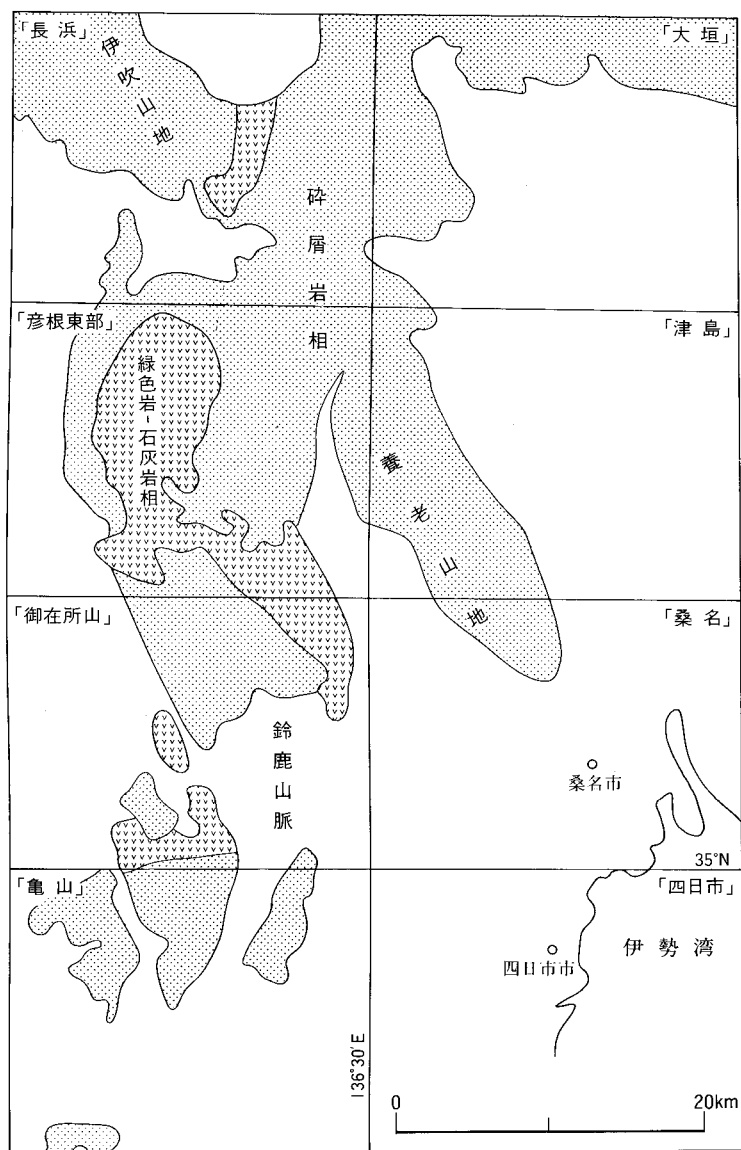 「長浜」
「大垣」
伊吹山地
砕屑岩相
「彦根東部」
「津島」
緑色岩-石灰岩相
養老山地
「御在所山」
「桑名」
鈴鹿山脈
桑名市
35°N
「亀山」
「四日市」
伊勢湾
四日市市
136°30′E
0
20km